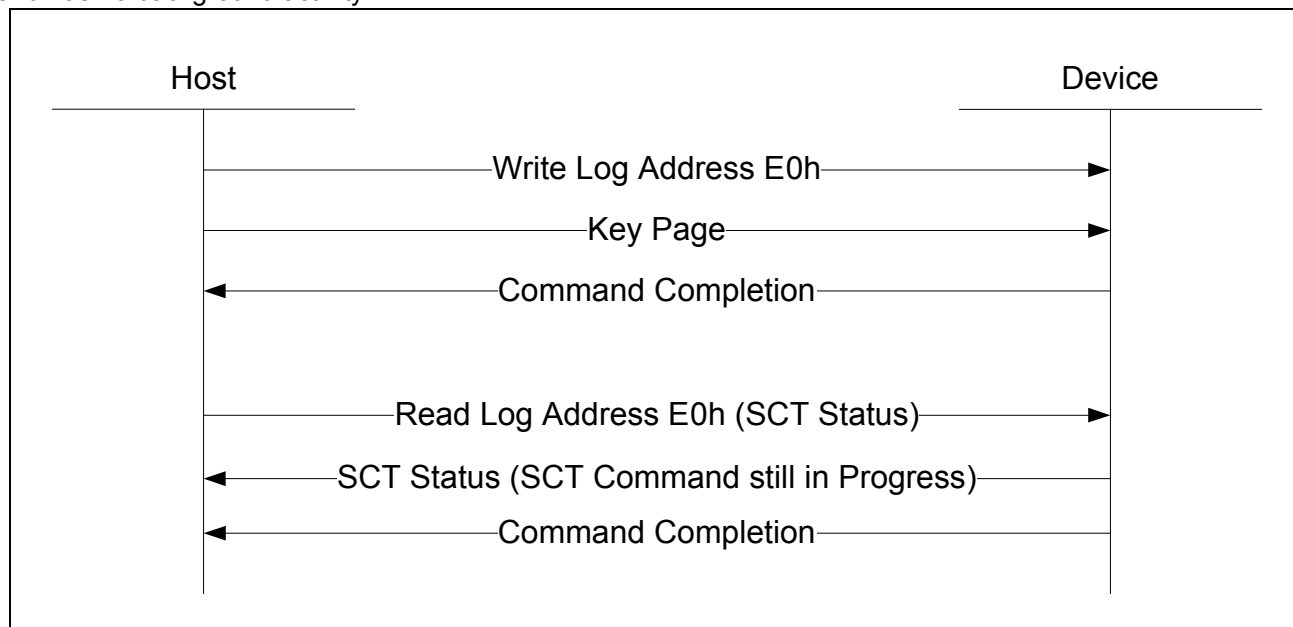 Host
Device
Write Log Address E0h
Key Page
Command Completion
Read Log Address E0h (SCT Status)
SCT Status (SCT Command still in Progress)
Command Completion